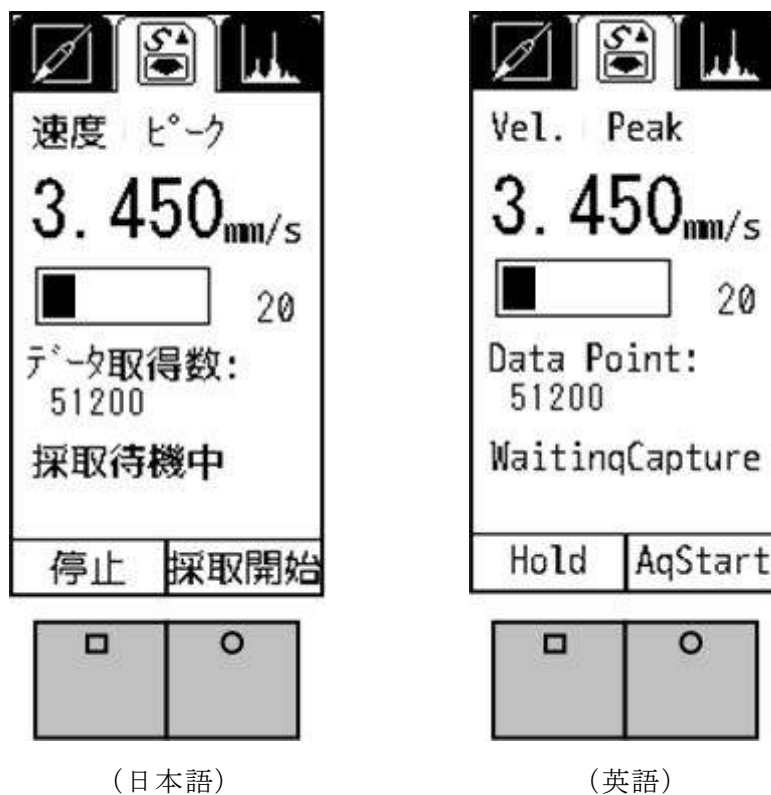 S
速度 ﾋﾟｰｸ
3.450mm/s
20
ﾃﾞｰﾀ取得数:
51200
採取待機中
停止 採取開始
(日本語)
S
Vel. Peak
3.450mm/s
20
Data Point:
51200
WaitingCapture
Hold AqStart
(英語)